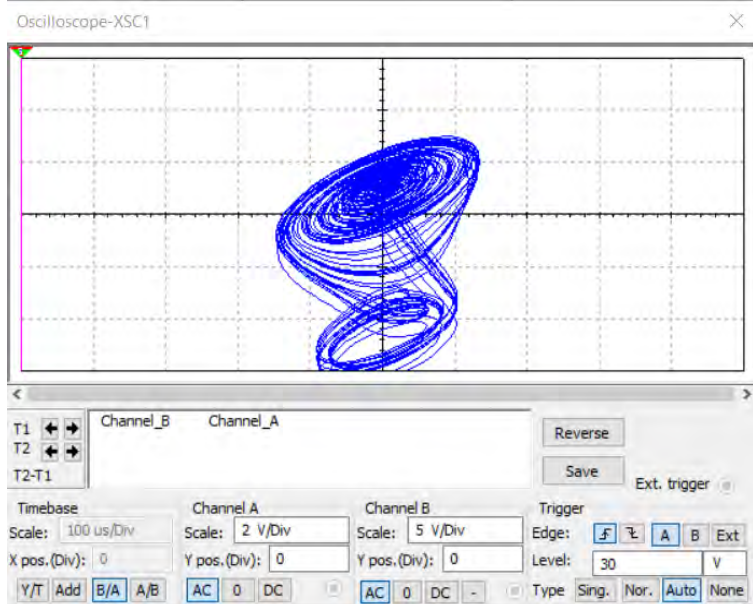 Oscilloscope-XSC1
Channel_B Channel_A
T1
T2
T2-T1
Reverse
Save
Ext. trigger
Timebase
Scale: 100 us/Div
X pos.(Div): 0
Y/T Add B/A A/B
Channel A
Scale: 2 V/Div
Y pos.(Div): 0
AC 0 DC
Channel B
Scale: 5 V/Div
Y pos.(Div): 0
AC 0 DC -
Trigger
Edge: A B Ext
Level: 30 V
Type Sing. Nor. Auto None